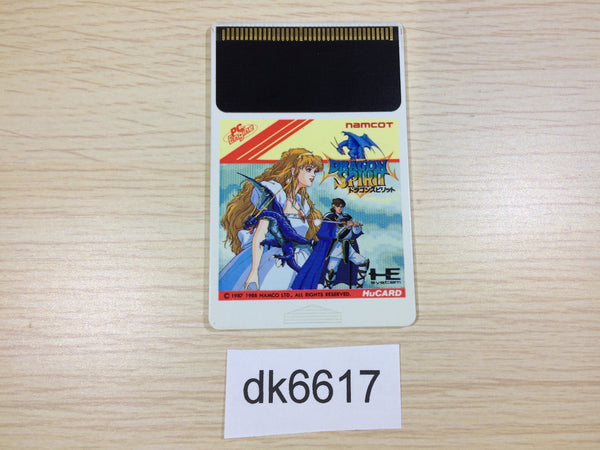 namcoT
PC Engine
DRAGON
SPIRIT
ドラゴンスピリット
HE
system
© 1987 1988 NAMCO LTD., ALL RIGHTS RESERVED.
HuCARD
dk6617